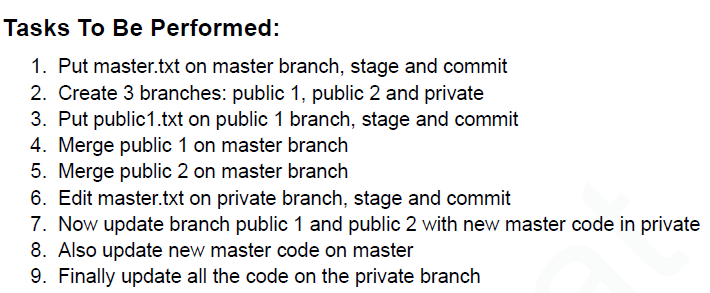 Tasks To Be Performed:
1. Put master.txt on master branch, stage and commit
2. Create 3 branches: public 1, public 2 and private
3. Put public1.txt on public 1 branch, stage and commit
4. Merge public 1 on master branch
5. Merge public 2 on master branch
6. Edit master.txt on private branch, stage and commit
7. Now update branch public 1 and public 2 with new master code in private
8. Also update new master code on master
9. Finally update all the code on the private branch